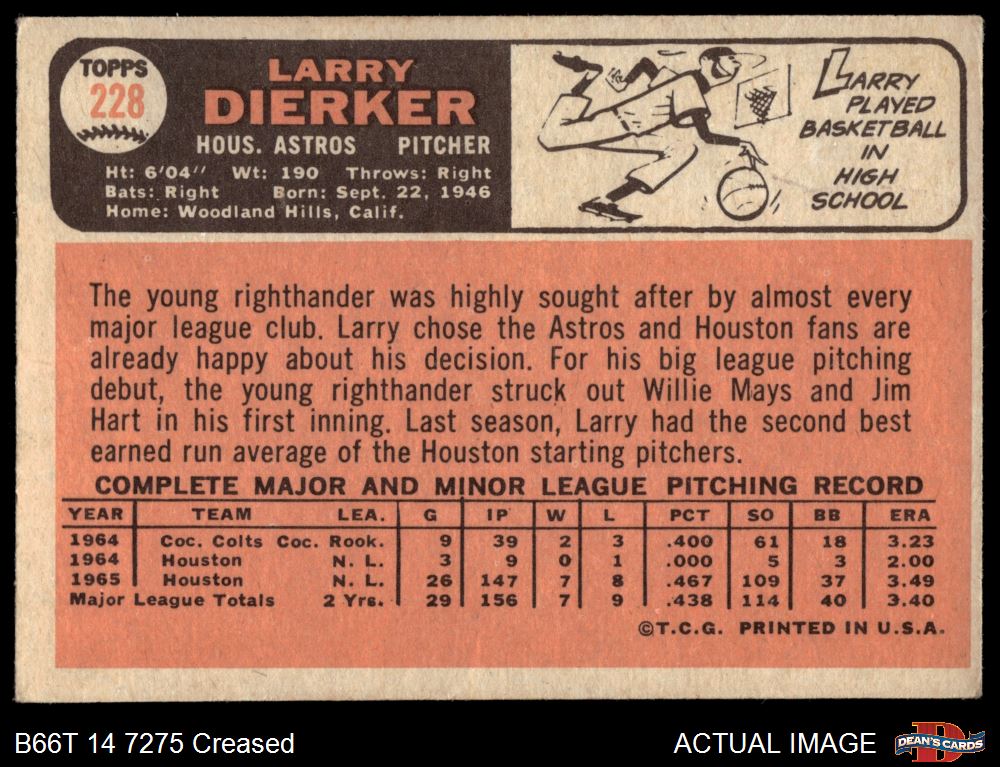 TOPPS
228
LARRY
DIERKER
HOUS. ASTROS PITCHER
Ht: 6'04" Wt: 190 Throws: Right
Bats: Right Born: Sept. 22, 1946
Home: Woodland Hills, Calif.
LARRY
PLAYED
BASKETBALL
IN
HIGH
SCHOOL
The young righthander was highly sought after by almost every
major league club. Larry chose the Astros and Houston fans are
already happy about his decision. For his big league pitching
debut, the young righthander struck out Willie Mays and Jim
Hart in his first inning. Last season, Larry had the second best
earned run average of the Houston starting pitchers.
COMPLETE MAJOR AND MINOR LEAGUE PITCHING RECORD
YEAR TEAM LEA. G IP W L PCT SO BB ERA
1964 Coc. Colts Coc. Rook. 9 39 2 3 .400 61 18 3.23
1964 Houston N. L. 3 9 0 1 .000 5 3 2.00
1965 Houston N. L. 26 147 7 8 .467 109 37 3.49
Major League Totals 2 Yrs. 29 156 7 9 .438 114 40 3.40
©T.C.G. PRINTED IN U.S.A.
B66T 14 7275 Creased
ACTUAL IMAGE
D
DEAN'S CARDS